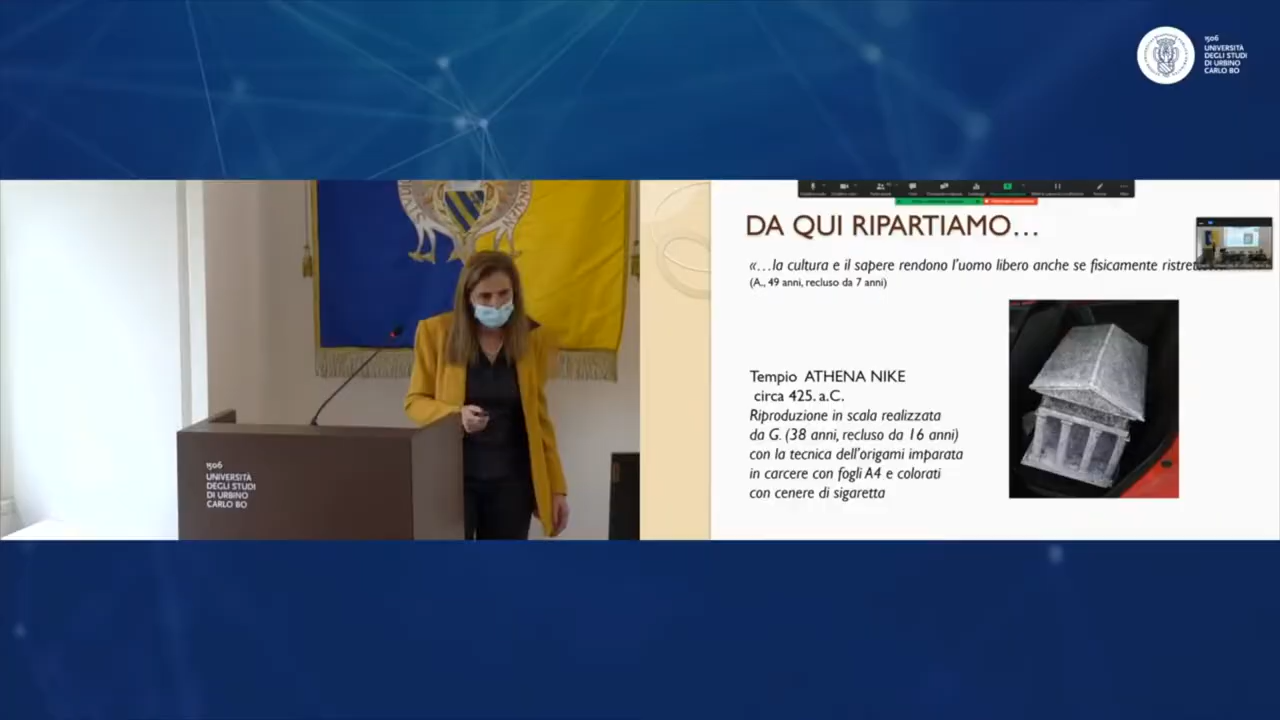 1506
UNIVERSITÀ
DEGLI STUDI
DI URBINO
CARLO BO
1506
UNIVERSITÀ
DEGLI STUDI
DI URBINO
CARLO BO
DA QUI RIPARTIAMO…
«…la cultura e il sapere rendono l'uomo libero anche se fisicamente
(A., 49 anni, recluso da 7 anni)
Tempio ATHENA NIKE
circa 425. a.C.
Riproduzione in scala realizzata
da G. (38 anni, recluso da 16 anni)
con la tecnica dell'origami imparata
in carcere con fogli A4 e colorati
con cenere di sigaretta